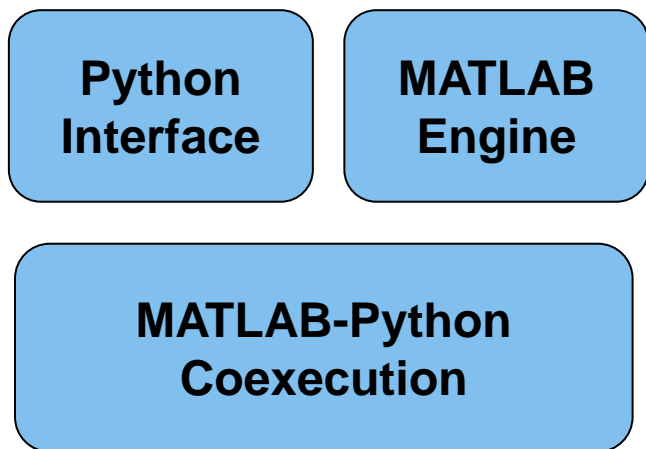 Python
Interface
MATLAB
Engine
MATLAB-Python
Coexecution